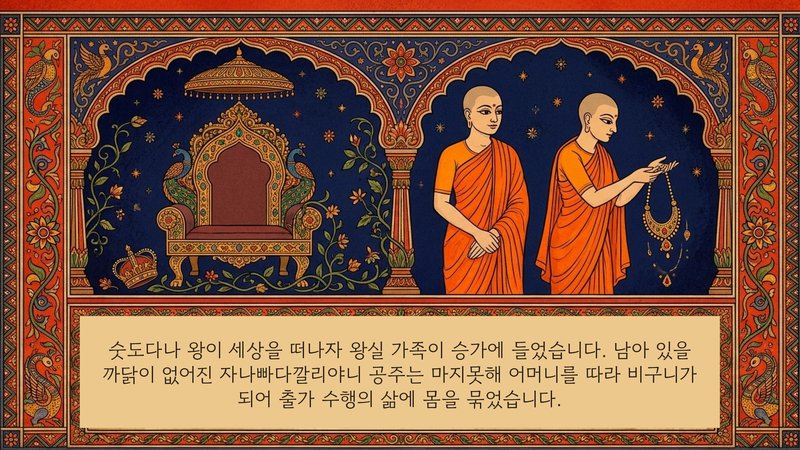 숫도다나 왕이 세상을 떠나자 왕실 가족이 승가에 들었습니다. 남아 있을
까닭이 없어진 자나빠다깔리야니 공주는 마지못해 어머니를 따라 비구니가
되어 출가 수행의 삶에 몸을 묶었습니다.